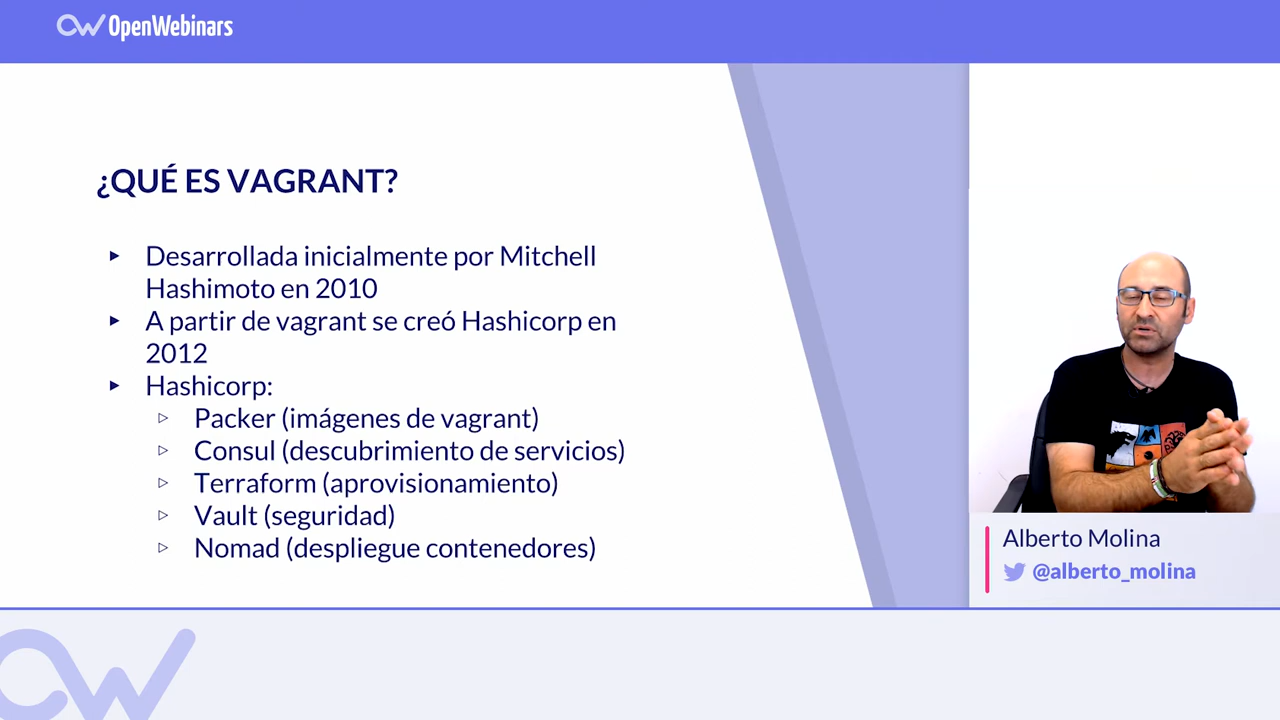 OpenWebinars
¿QUÉ ES VAGRANT?
Desarrollada inicialmente por Mitchell
Hashimoto en 2010
A partir de vagrant se creó Hashicorp en
2012
Hashicorp:
Packer (imágenes de vagrant)
Consul (descubrimiento de servicios)
Terraform (aprovisionamiento)
Vault (seguridad)
Nomad (despliegue contenedores)
Alberto Molina
@alberto_molina